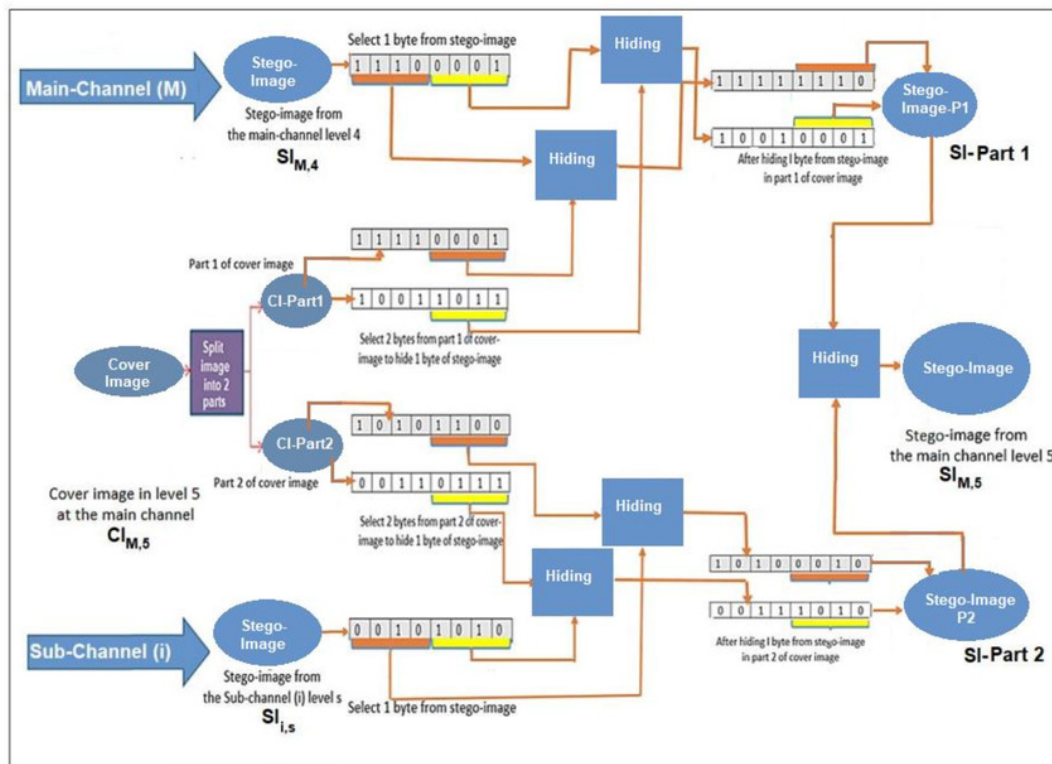 Main-Channel (M)
Stego-
Image
Stego-image from
the main-channel level 4
SI M,4
Select 1 byte from stego-image
1 1 1 0 0 0 0 1
Hiding
Hiding
1 1 1 1 1 1 1 0
1 0 0 1 0 0 0 1
After hiding I byte from stego-image
in part 1 of cover image
Stego-
Image-P1
SI-Part 1
1 1 1 1 0 0 0 1
Part 1 of cover image
CI-Part1
1 0 0 1 1 0 1 1
Select 2 bytes from part 1 of cover-
image to hide 1 byte of stego-image
Cover
Image
Split
image
into 2
parts
Cover image in level 5
at the main channel
CI M,5
CI-Part2
Part 2 of cover image
1 0 1 0 1 1 0 0
0 0 1 1 0 1 1 1
Select 2 bytes from part 2 of cover-
image to hide 1 byte of stego-image
Hiding
Stego-Image
Stego-image from
the main channel level 5
SI M,5
Hiding
Hiding
1 0 1 0 0 0 1 0
0 0 1 1 1 0 1 0
After hiding I byte from stego-image
in part 2 of cover image
Stego-Image
P2
SI-Part 2
Sub-Channel (i)
Stego-
Image
Stego-image from
the Sub-channel (i) level s
SI i,s
0 0 1 0 1 0 1 0
Select 1 byte from stego-image